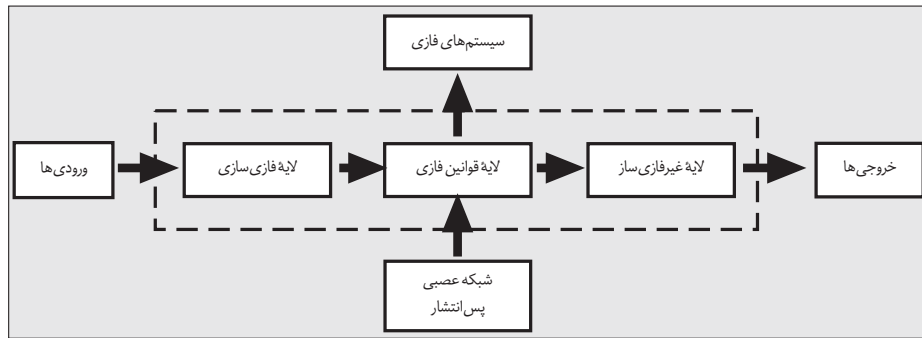 سیستم‌های فازی
ورودی‌ها
لایهٔ فازی سازی
لایهٔ قوانین فازی
لایهٔ غیرفازی ساز
خروجی‌ها
شبکه عصبی
پس انتشار